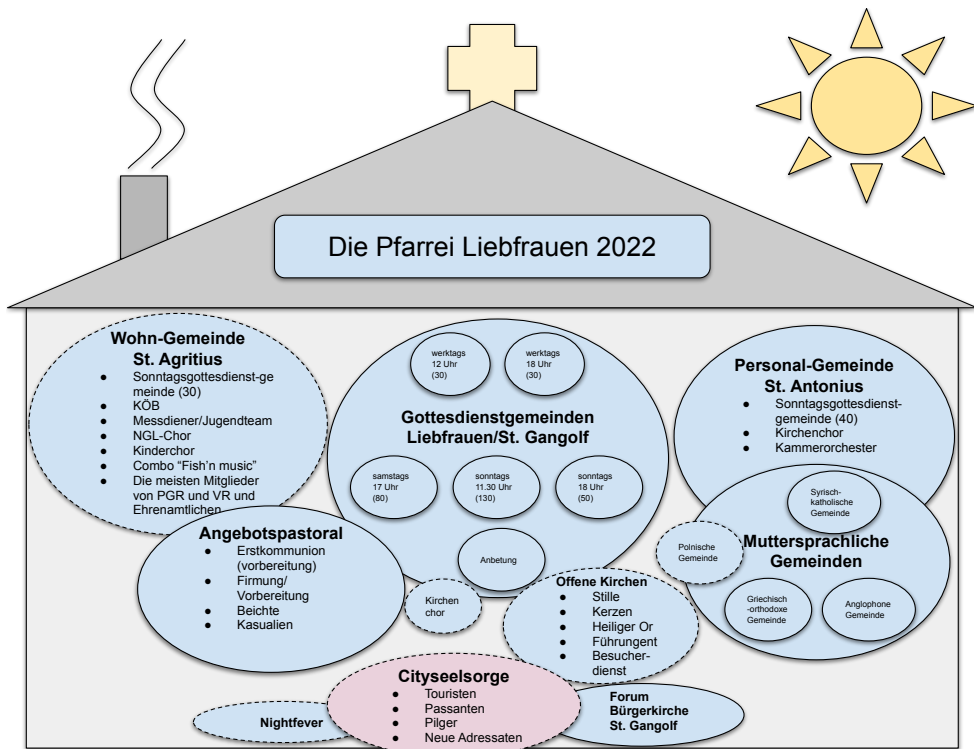 Die Pfarrei Liebfrauen 2022
Wohn-Gemeinde
St. Agritius
● Sonntagsgottesdienst-ge
meinde (30)
● KÖB
● Messdiener/Jugendteam
● NGL-Chor
● Kinderchor
● Combo “Fish’n music”
● Die meisten Mitglieder
von PGR und VR und
Ehrenamtlichen
werktags
12 Uhr
(30)
werktags
18 Uhr
(30)
Gottesdienstgemeinden
Liebfrauen/St. Gangolf
samstags
17 Uhr
(80)
sonntags
11.30 Uhr
(130)
sonntags
18 Uhr
(50)
Anbetung
Personal-Gemeinde
St. Antonius
● Sonntagsgottesdienst-
gemeinde (40)
● Kirchenchor
● Kammerorchester
Syrisch-
katholische
Gemeinde
Polnische
Gemeinde
Muttersprachliche
Gemeinden
Griechisch
-orthodoxe
Gemeinde
Anglophone
Gemeinde
Angebotspastoral
● Erstkommunion
(vorbereitung)
● Firmung/
Vorbereitung
● Beichte
● Kasualien
Kirchen
chor
Offene Kirchen
● Stille
● Kerzen
● Heiliger Or
● Führungent
● Besucher-
dienst
Cityseelsorge
● Touristen
● Passanten
● Pilger
● Neue Adressaten
Nightfever
Forum
Bürgerkirche
St. Gangolf